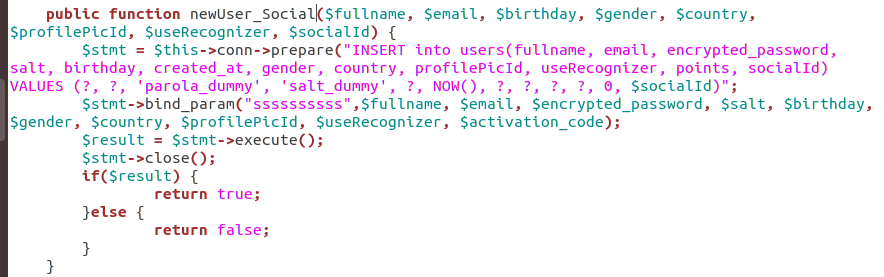 public function newUser_Social($fullname, $email, $birthday, $gender, $country,
$profilePicId, $useRecognizer, $socialId) {
$stmt = $this->conn->prepare("INSERT into users(fullname, email, encrypted_password,
salt, birthday, created_at, gender, country, profilePicId, useRecognizer, points, socialId)
VALUES (?, ?, 'parola_dummy', 'salt_dummy', ?, NOW(), ?, ?, ?, ?, 0, $socialId)";
$stmt->bind_param("ssssssssss",$fullname, $email, $encrypted_password, $salt, $birthday,
$gender, $country, $profilePicId, $useRecognizer, $activation_code);
$result = $stmt->execute();
$stmt->close();
if($result) {
return true;
}else {
return false;
}
}